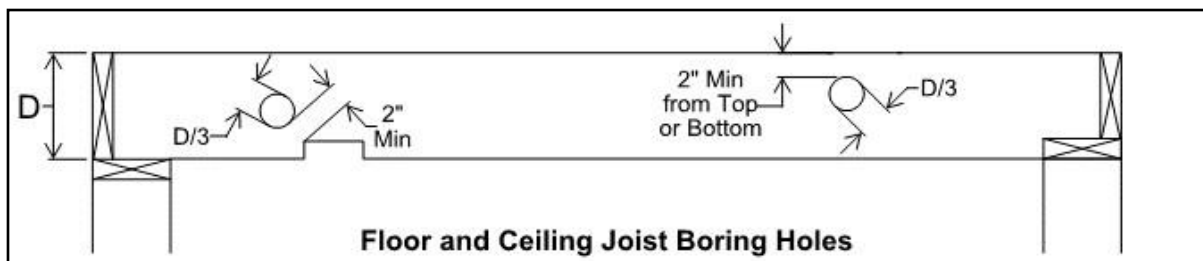 D
D/3
2"
Min
2" Min
from Top
or Bottom
D/3
Floor and Ceiling Joist Boring Holes